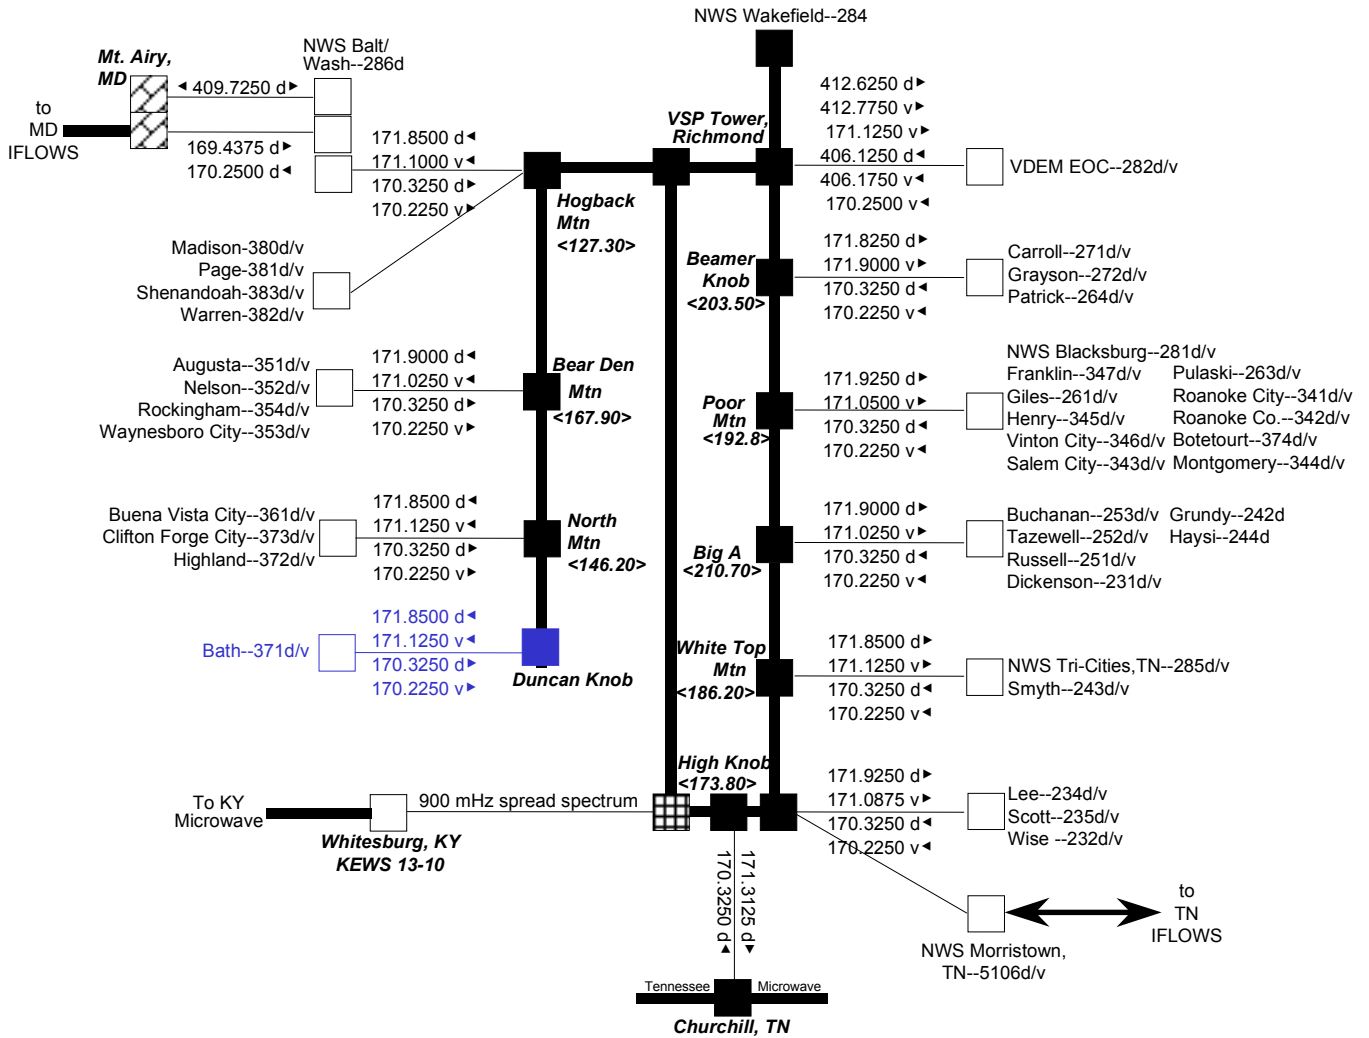 NWS Wakefield--284
Mt. Airy,
MD
NWS Balt/
Wash--286d
◄ 409.7250 d►
to
MD
IFLOWS
169.4375 d►
170.2500 d◄
171.8500 d◄
171.1000 v◄
170.3250 d►
170.2250 v►
Hogback
Mtn
<127.30>
VSP Tower,
Richmond
412.6250 d►
412.7750 v►
171.1250 v►
406.1250 d◄
406.1750 v◄
170.2500 v◄
VDEM EOC--282d/v
Madison-380d/v
Page-381d/v
Shenandoah-383d/v
Warren-382d/v
Beamer
Knob
<203.50>
171.8250 d►
171.9000 v►
170.3250 d◄
170.2250 v◄
Carroll--271d/v
Grayson--272d/v
Patrick--264d/v
Augusta--351d/v
Nelson--352d/v
Rockingham--354d/v
Waynesboro City--353d/v
171.9000 d◄
171.0250 v◄
170.3250 d►
170.2250 v►
Bear Den
Mtn
<167.90>
Poor
Mtn
<192.8>
171.9250 d►
171.0500 v►
170.3250 d◄
170.2250 v◄
NWS Blacksburg--281d/v
Franklin--347d/v Pulaski--263d/v
Giles--261d/v Roanoke City--341d/v
Henry--345d/v Roanoke Co.--342d/v
Vinton City--346d/v Botetourt--374d/v
Salem City--343d/v Montgomery--344d/v
Buena Vista City--361d/v
Clifton Forge City--373d/v
Highland--372d/v
171.8500 d◄
171.1250 v◄
170.3250 d►
170.2250 v►
North
Mtn
<146.20>
Big A
<210.70>
171.9000 d►
171.0250 v►
170.3250 d◄
170.2250 v◄
Buchanan--253d/v Grundy--242d
Tazewell--252d/v Haysi--244d
Russell--251d/v
Dickenson--231d/v
Bath--371d/v
171.8500 d◄
171.1250 v◄
170.3250 d►
170.2250 v►
Duncan Knob
White Top
Mtn
<186.20>
171.8500 d►
171.1250 v►
170.3250 d◄
170.2250 v◄
NWS Tri-Cities,TN--285d/v
Smyth--243d/v
To KY
Microwave
Whitesburg, KY
KEWS 13-10
900 mHz spread spectrum
High Knob
<173.80>
171.9250 d►
171.0875 v►
170.3250 d◄
170.2250 v◄
Lee--234d/v
Scott--235d/v
Wise --232d/v
171.3125 d►
170.3250 d◄
NWS Morristown,
TN--5106d/v
to
TN
IFLOWS
Tennessee Microwave
Churchill, TN